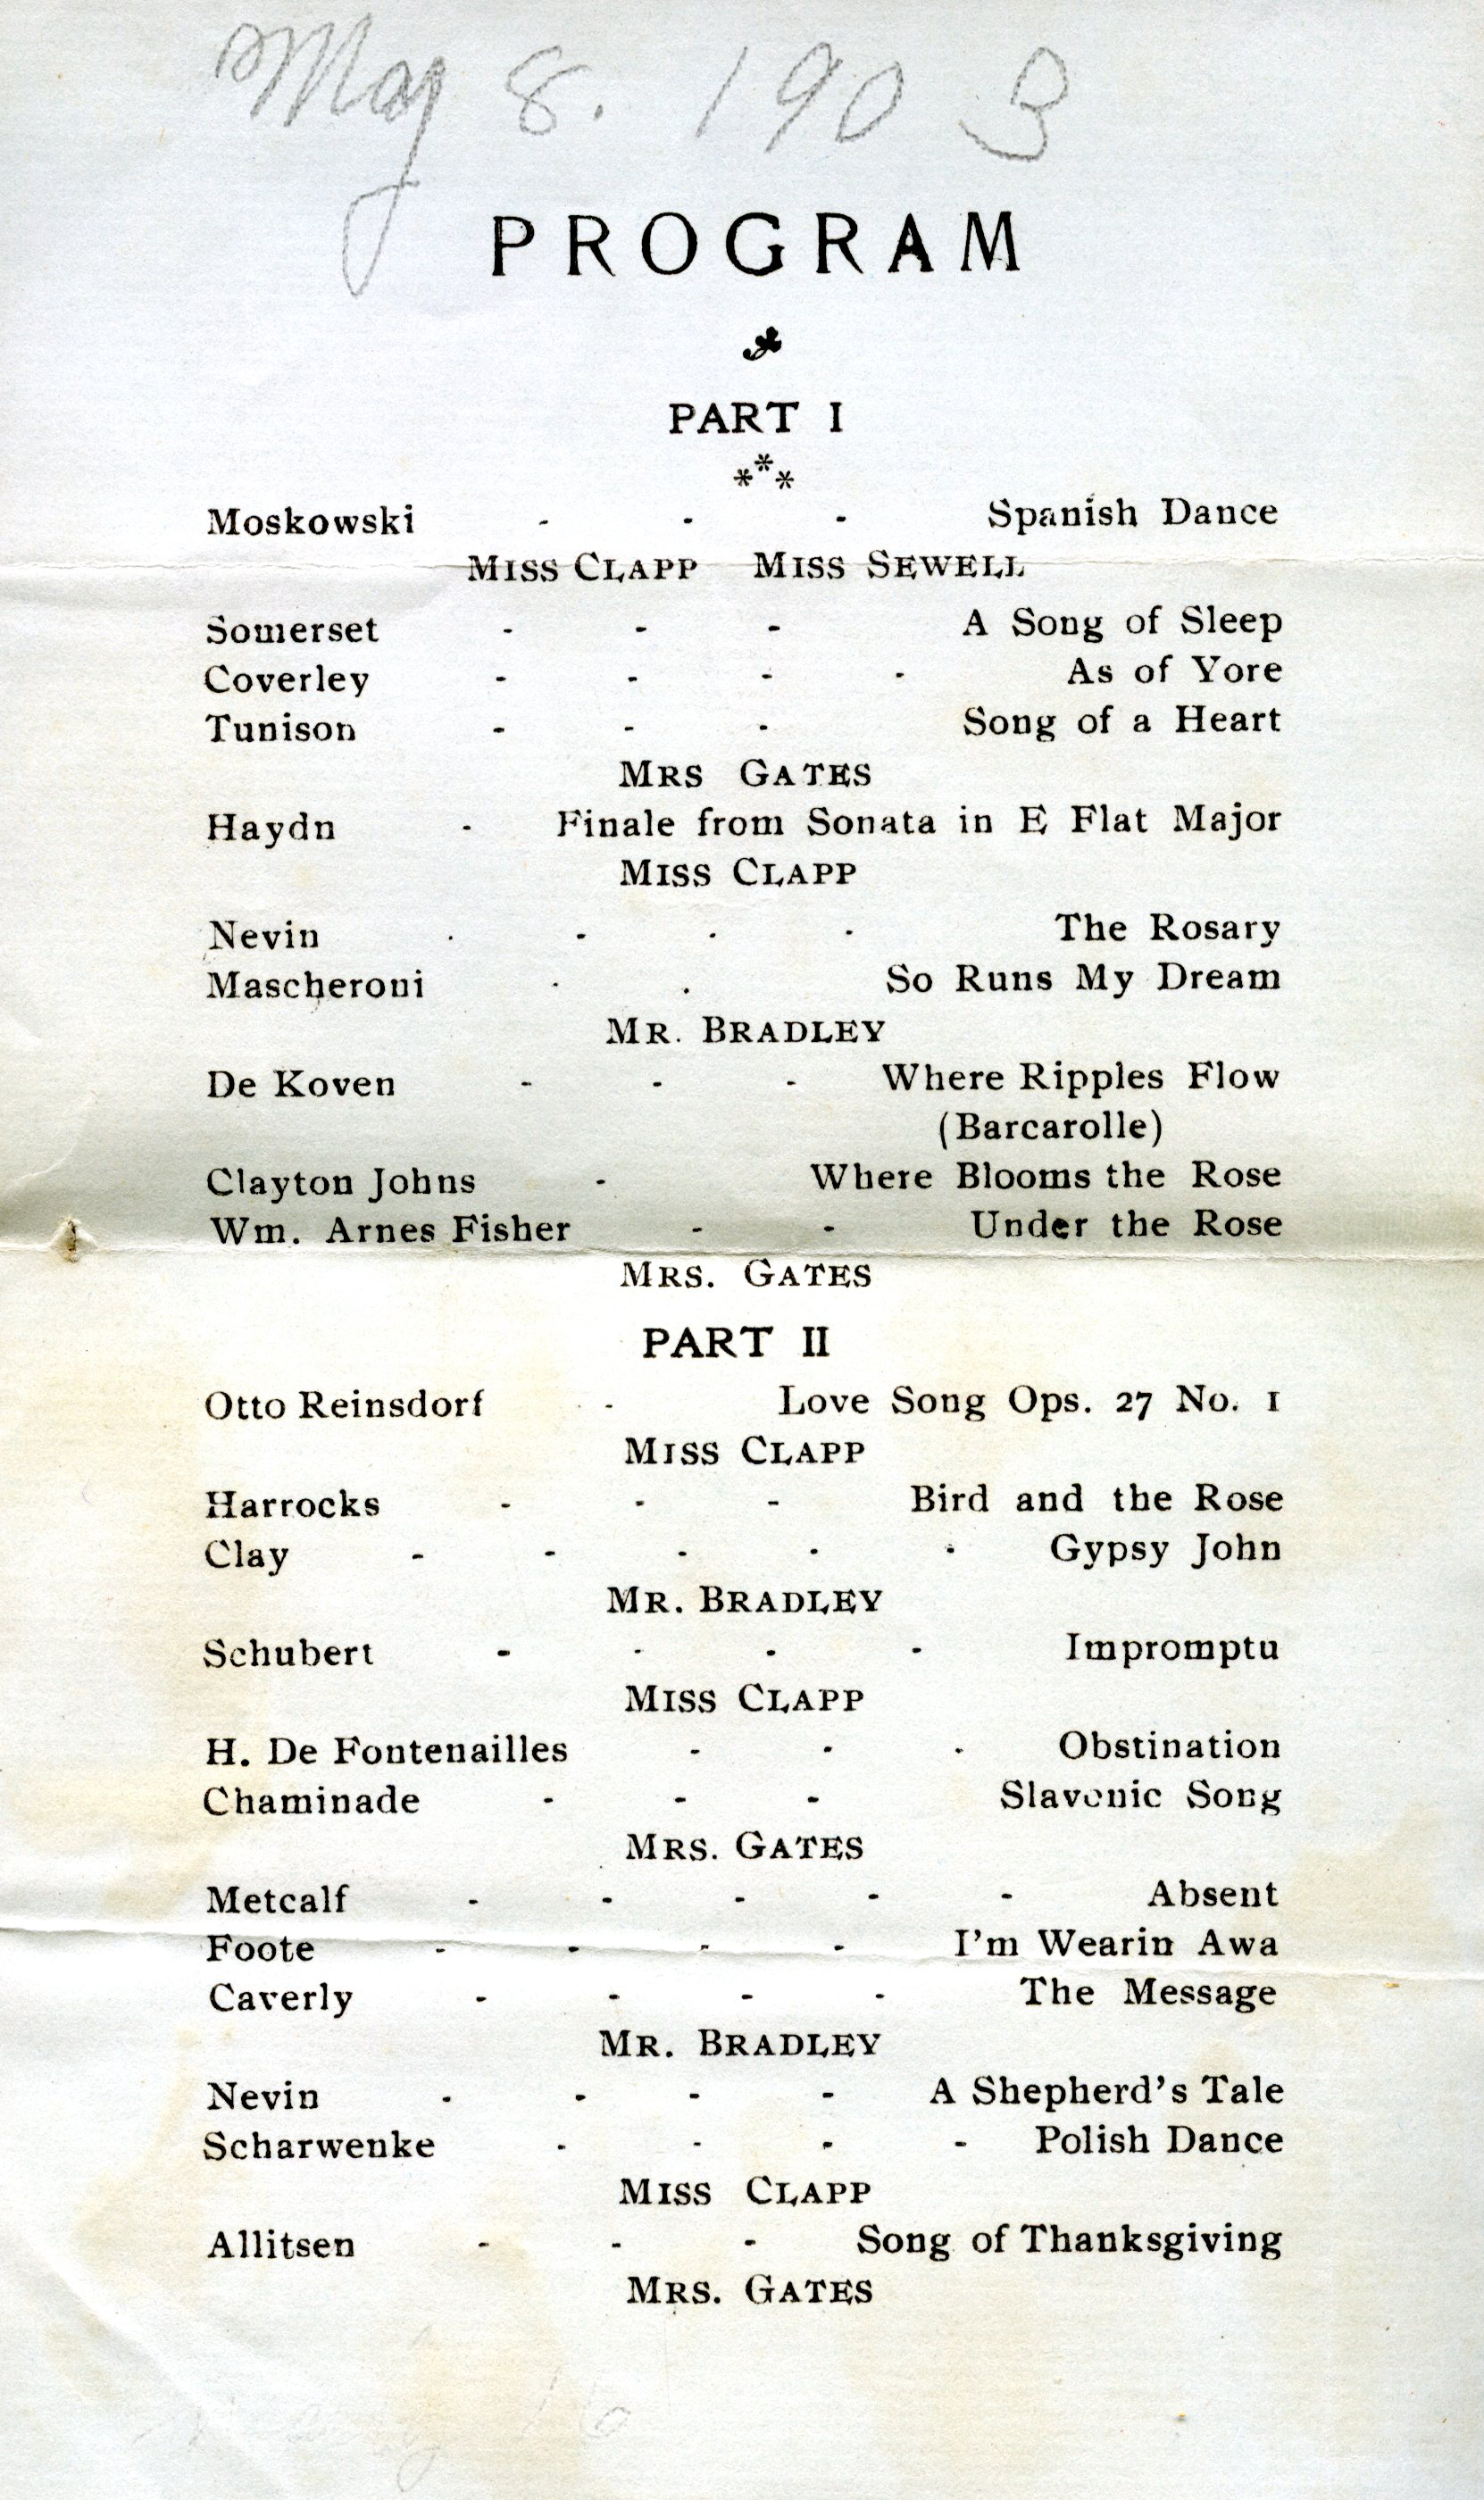 May 8. 1903
PROGRAM
PART I
***
Moskowski - - - Spanish Dance
MISS CLAPP MISS SEWELL
Somerset - - - A Song of Sleep
Coverley - - - - As of Yore
Tunison - - - Song of a Heart
MRS GATES
Haydn - Finale from Sonata in E Flat Major
MISS CLAPP
Nevin - - - - The Rosary
Mascheroni - - So Runs My Dream
MR. BRADLEY
De Koven - - - Where Ripples Flow
(Barcarolle)
Clayton Johns - Where Blooms the Rose
Wm. Arnes Fisher - - Under the Rose
MRS. GATES
PART II
Otto Reinsdorf - Love Song Ops. 27 No. 1
MISS CLAPP
Harrocks - - - Bird and the Rose
Clay - - - - - Gypsy John
MR. BRADLEY
Schubert - - - - Impromptu
MISS CLAPP
H. De Fontenailles - - - Obstination
Chaminade - - - Slavonic Song
MRS. GATES
Metcalf - - - - - Absent
Foote - - - - I'm Wearin Awa
Caverly - - - - The Message
MR. BRADLEY
Nevin - - - - A Shepherd's Tale
Scharwenke - - - - Polish Dance
MISS CLAPP
Allitsen - - - Song of Thanksgiving
MRS. GATES